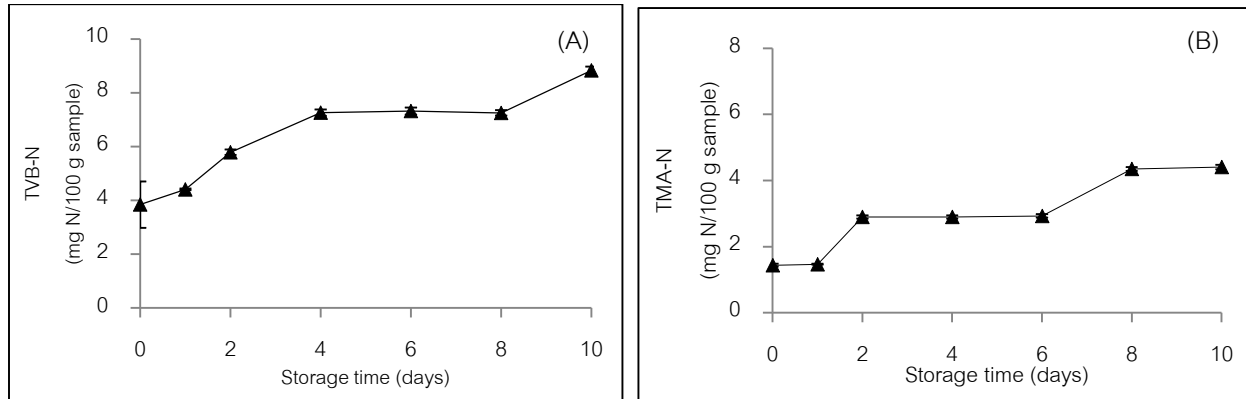 (A)
TVB-N
(mg N/100 g sample)
10
8
6
4
2
0
0 2 4 6 8 10
Storage time (days)
(B)
TMA-N
(mg N/100 g sample)
8
6
4
2
0
0 2 4 6 8 10
Storage time (days)